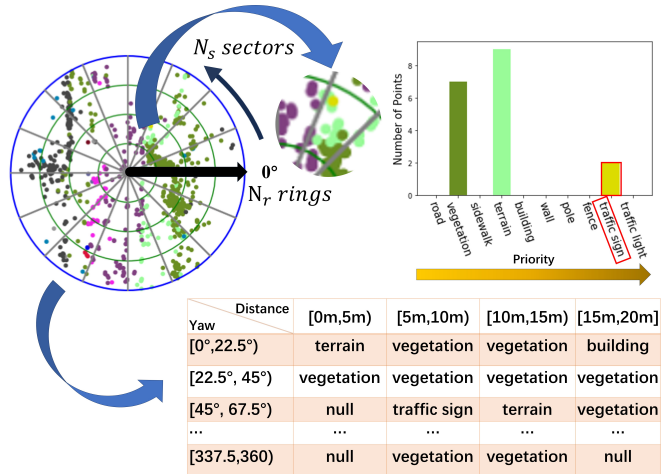 N_s sectors
0°
N_r rings
Number of Points
8
6
4
2
0
road
vegetation
sidewalk
terrain
building
wall
pole
fence
traffic sign
traffic light
Priority
Distance
Yaw
[0m,5m) [5m,10m) [10m,15m) [15m,20m]
[0°,22.5°) terrain vegetation vegetation building
[22.5°, 45°) vegetation vegetation vegetation vegetation
[45°, 67.5°) null traffic sign terrain vegetation
... ... ... ... ...
[337.5,360) null vegetation vegetation null